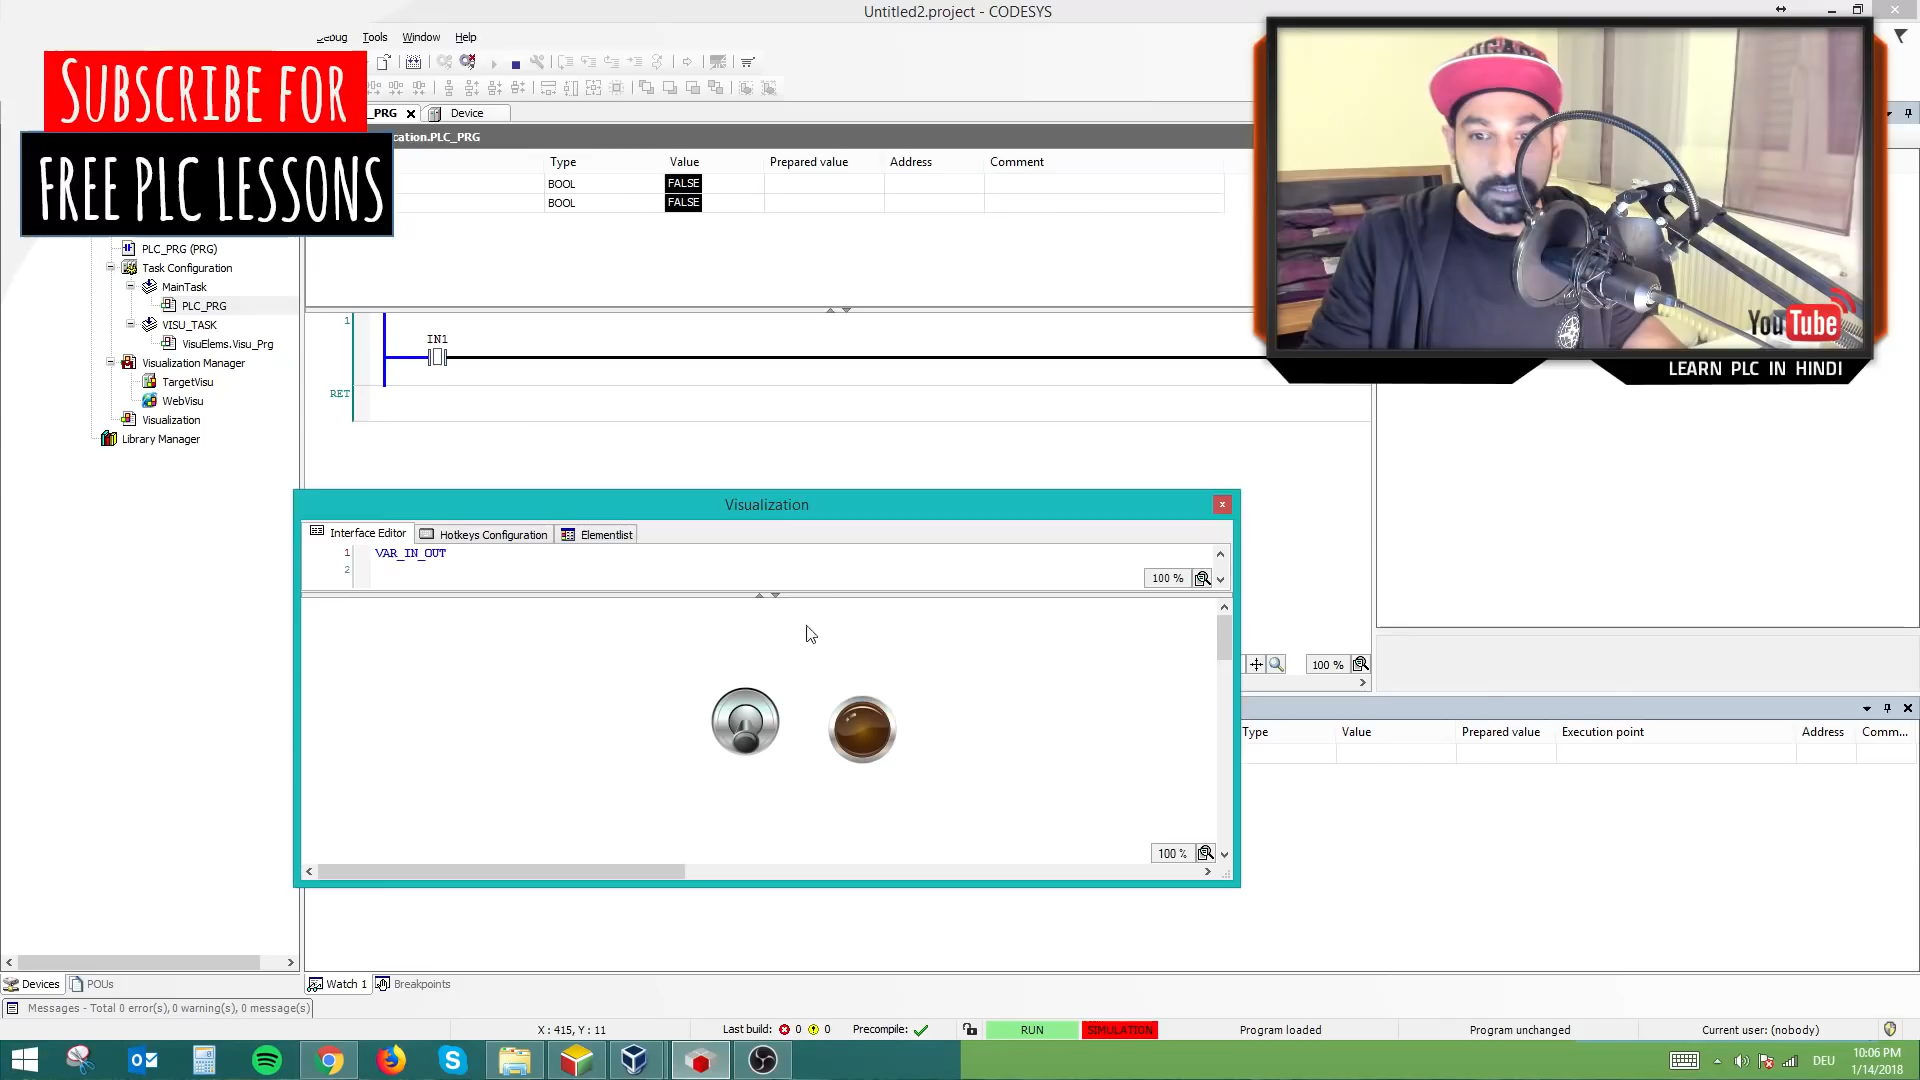 Untitled2.project - CODESYS
Debug Tools Window Help
SUBSCRIBE FOR
FREE PLC LESSONS
_PRG Device
cation.PLC_PRG
Type Value Prepared value Address Comment
BOOL FALSE
BOOL FALSE
PLC_PRG (PRG)
Task Configuration
MainTask
PLC_PRG
VISU_TASK
VisuElems.Visu_Prg
Visualization Manager
TargetVisu
WebVisu
Visualization
Library Manager
1
IN1
RET
YouTube
LEARN PLC IN HINDI
Visualization
Interface Editor Hotkeys Configuration Elementlist
1 VAR_IN_OUT
2
100 %
100 %
100 %
Type Value Prepared value Execution point Address Comm...
Devices POUs
Watch 1 Breakpoints
Messages - Total 0 error(s), 0 warning(s), 0 message(s)
X : 415, Y : 11 Last build: 0 0 Precompile: RUN SIMULATION Program loaded Program unchanged Current user: (nobody)
DEU 10:06 PM
1/14/2018